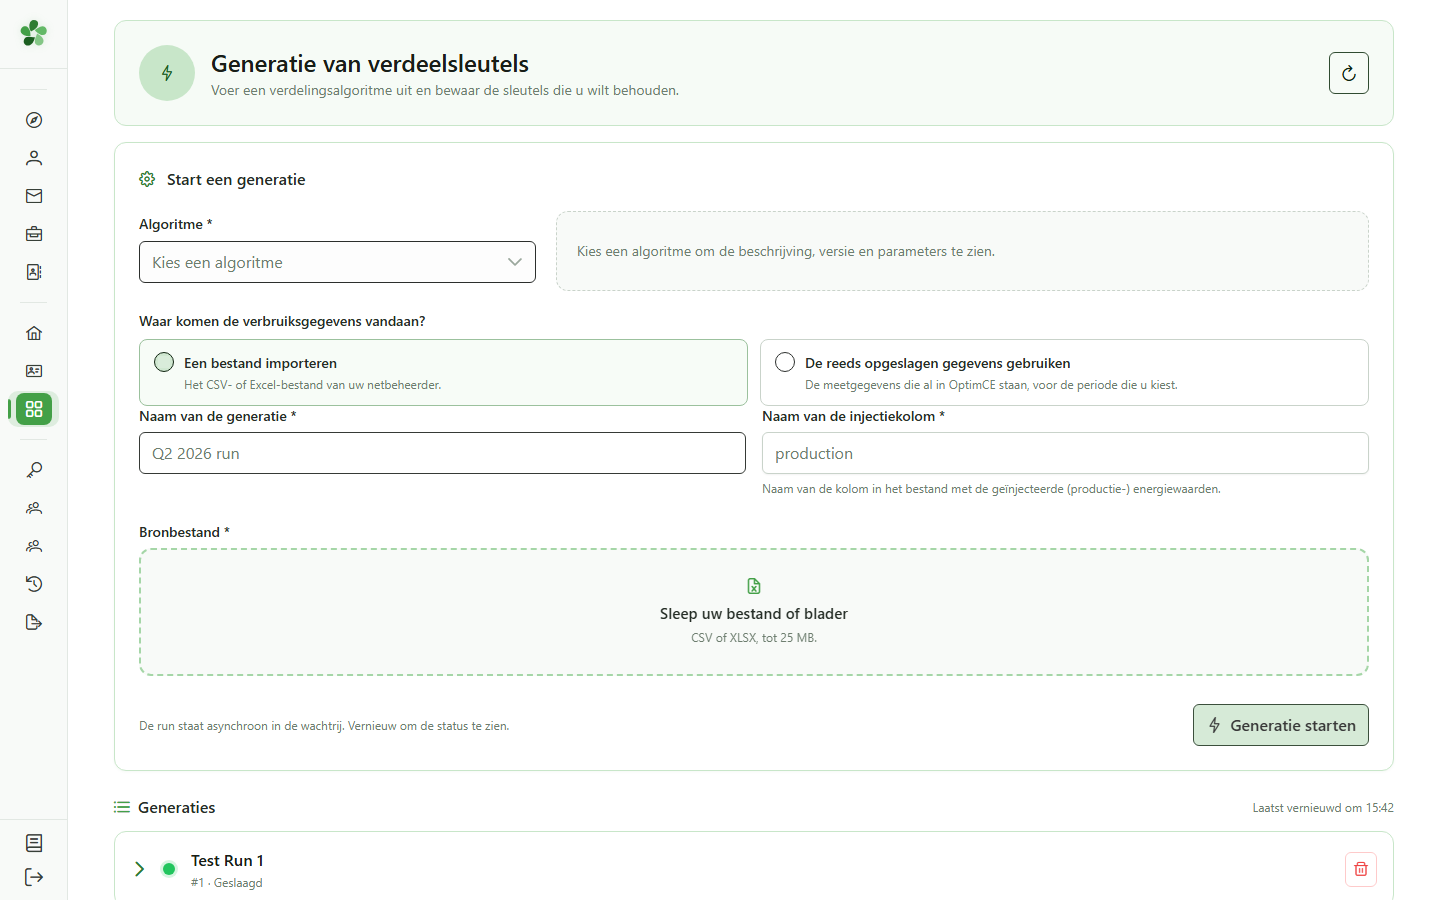 Generatie van verdeelsleutels
Voer een verdelingsalgoritme uit en bewaar de sleutels die u wilt behouden.
Start een generatie
Algoritme *
Kies een algoritme
Kies een algoritme om de beschrijving, versie en parameters te zien.
Waar komen de verbruiksgegevens vandaan?
Een bestand importeren
Het CSV- of Excel-bestand van uw netbeheerder.
De reeds opgeslagen gegevens gebruiken
De meetgegevens die al in OptimCE staan, voor de periode die u kiest.
Naam van de generatie *
Q2 2026 run
Naam van de injectiekolom *
production
Naam van de kolom in het bestand met de geïnjecteerde (productie-) energiewaarden.
Bronbestand *
Sleep uw bestand of blader
CSV of XLSX, tot 25 MB.
De run staat asynchroon in de wachtrij. Vernieuw om de status te zien.
Generatie starten
Generaties
Laatst vernieuwd om 15:42
Test Run 1
#1 · Geslaagd